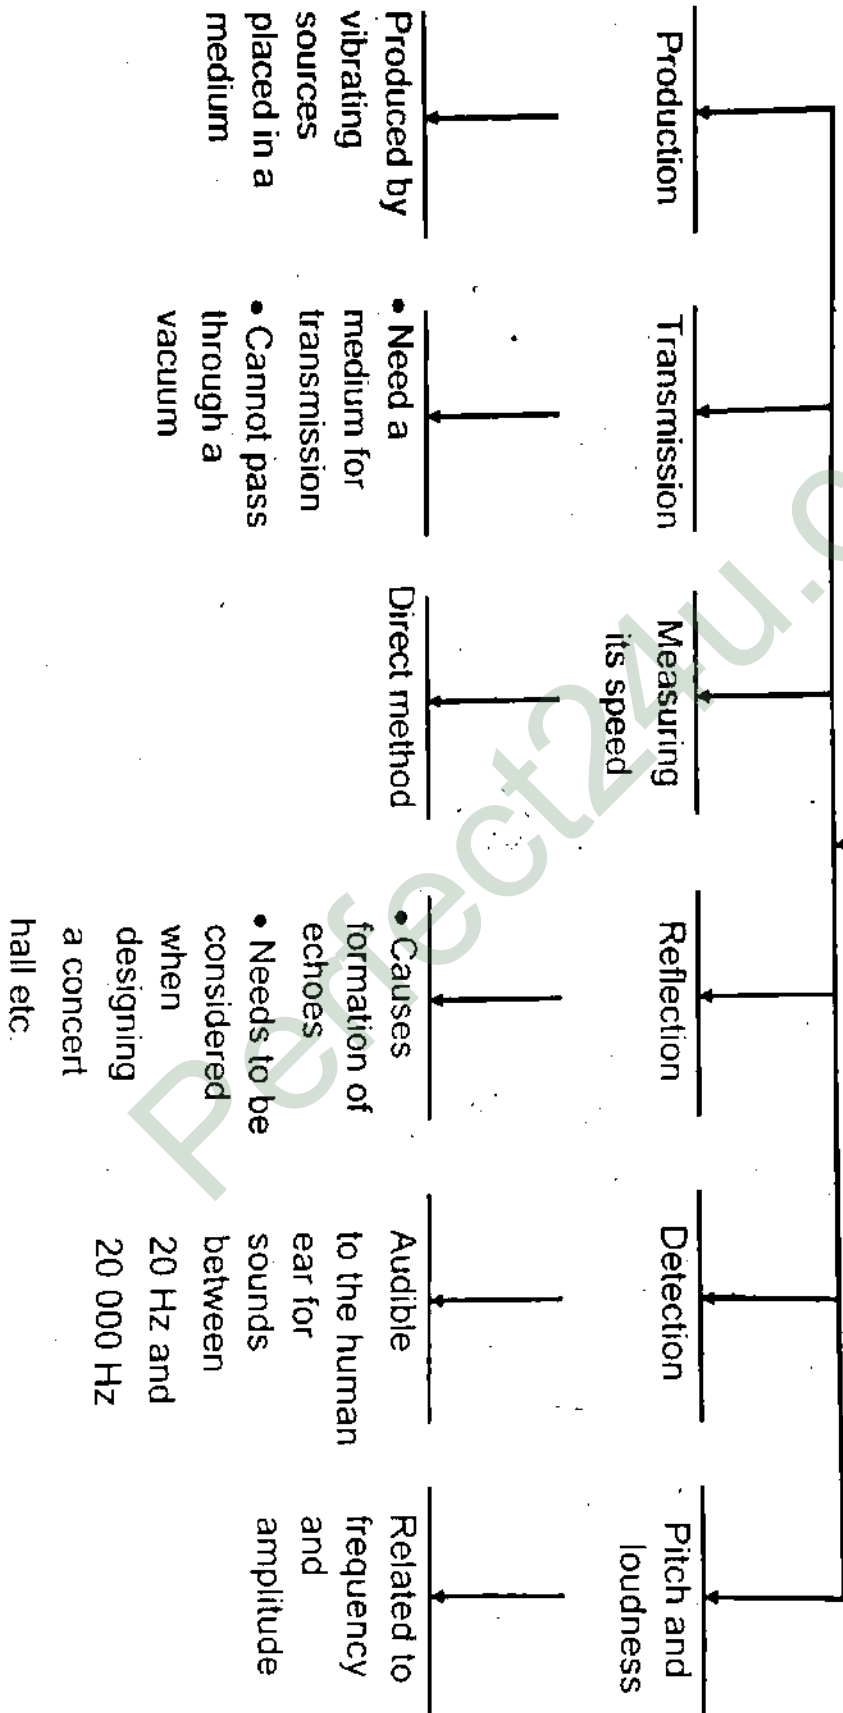 Production
Produced by
vibrating
sources
placed in a
medium
Transmission
• Need a
medium for
transmission
• Cannot pass
through a
vacuum
Measuring
its speed
Direct method
Reflection
• Causes
formation of
echoes
• Needs to be
considered
when
designing
a concert
hall etc.
Detection
Audible
to the human
ear for
sounds
between
20 Hz and
20 000 Hz
Pitch and
loudness
Related to
frequency
and
amplitude
Perfect24u.c